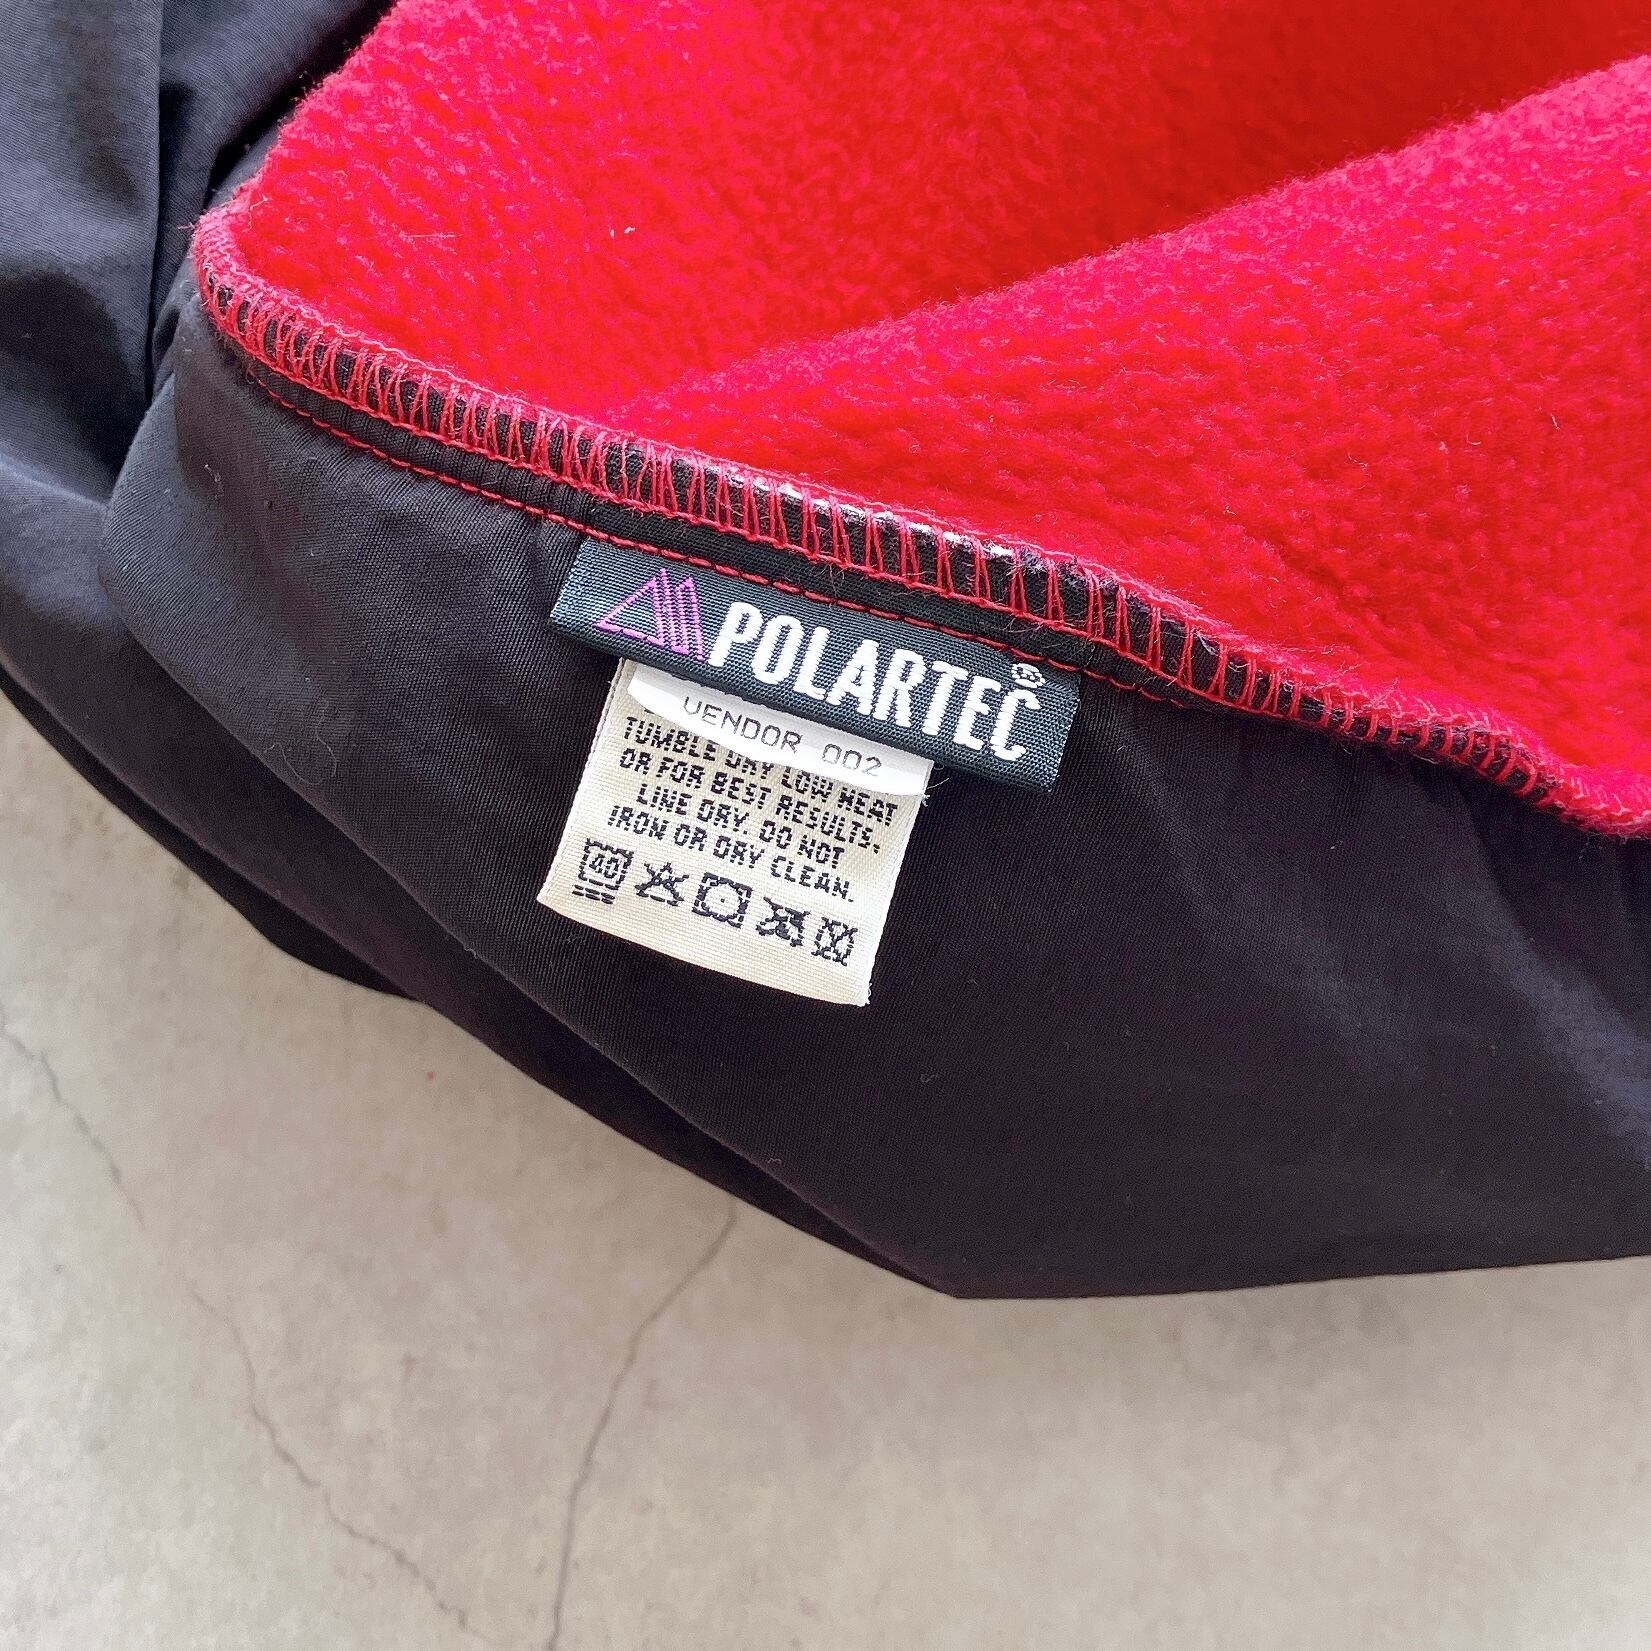 POLARTEC®
VENDOR 002
TUMBLE DRY LOW HEAT
OR FOR BEST RESULTS,
LINE DRY. DO NOT
IRON OR DRY CLEAN.
40